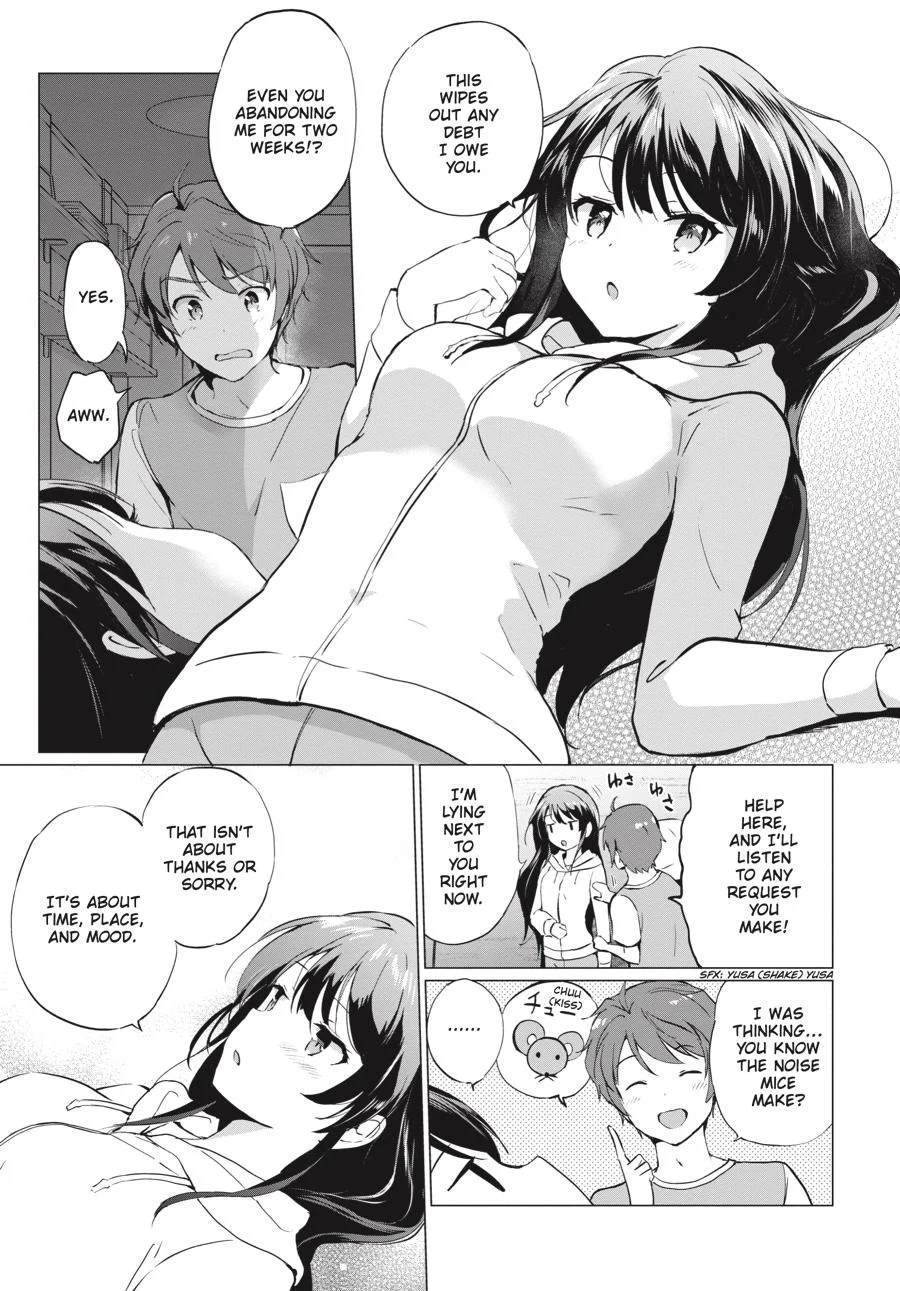 THIS
WIPES
OUT ANY
DEBT
I OWE
YOU.
EVEN YOU
ABANDONING
ME FOR TWO
WEEKS!?
YES.
AWW.
HELP
HERE,
AND I'LL
LISTEN
TO ANY
REQUEST
YOU
MAKE!
ゆさ
ゆさ
SFX: YUSA (SHAKE) YUSA
I'M
LYING
NEXT
TO YOU
RIGHT
NOW.
I WAS
THINKING...
YOU KNOW
THE NOISE
MICE
MAKE?
チュー
CHUU
(KISS)
......
THAT ISN'T
ABOUT
THANKS OR
SORRY.
IT'S ABOUT
TIME, PLACE,
AND MOOD.